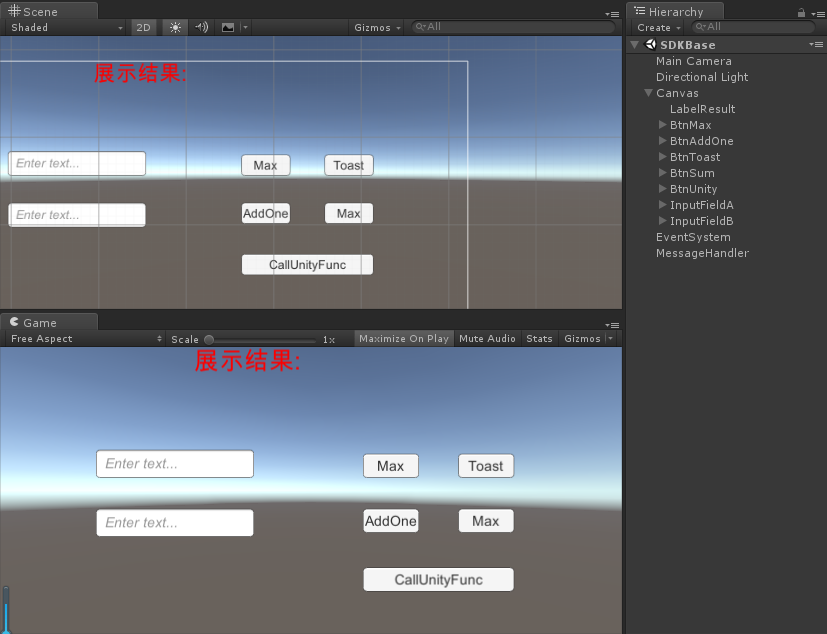 Scene
Shaded
2D
Gizmos
All
展示结果:
Enter text...
Max
Toast
Enter text...
AddOne
Max
CallUnityFunc
Game
Free Aspect
Scale
1x
Maximize On Play
Mute Audio
Stats
Gizmos
展示结果:
Enter text...
Max
Toast
Enter text...
AddOne
Max
CallUnityFunc
Hierarchy
Create
All
SDKBase
Main Camera
Directional Light
Canvas
LabelResult
BtnMax
BtnAddOne
BtnToast
BtnSum
BtnUnity
InputFieldA
InputFieldB
EventSystem
MessageHandler